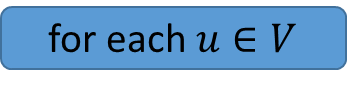 for each 𝑢 ∈ 𝑉